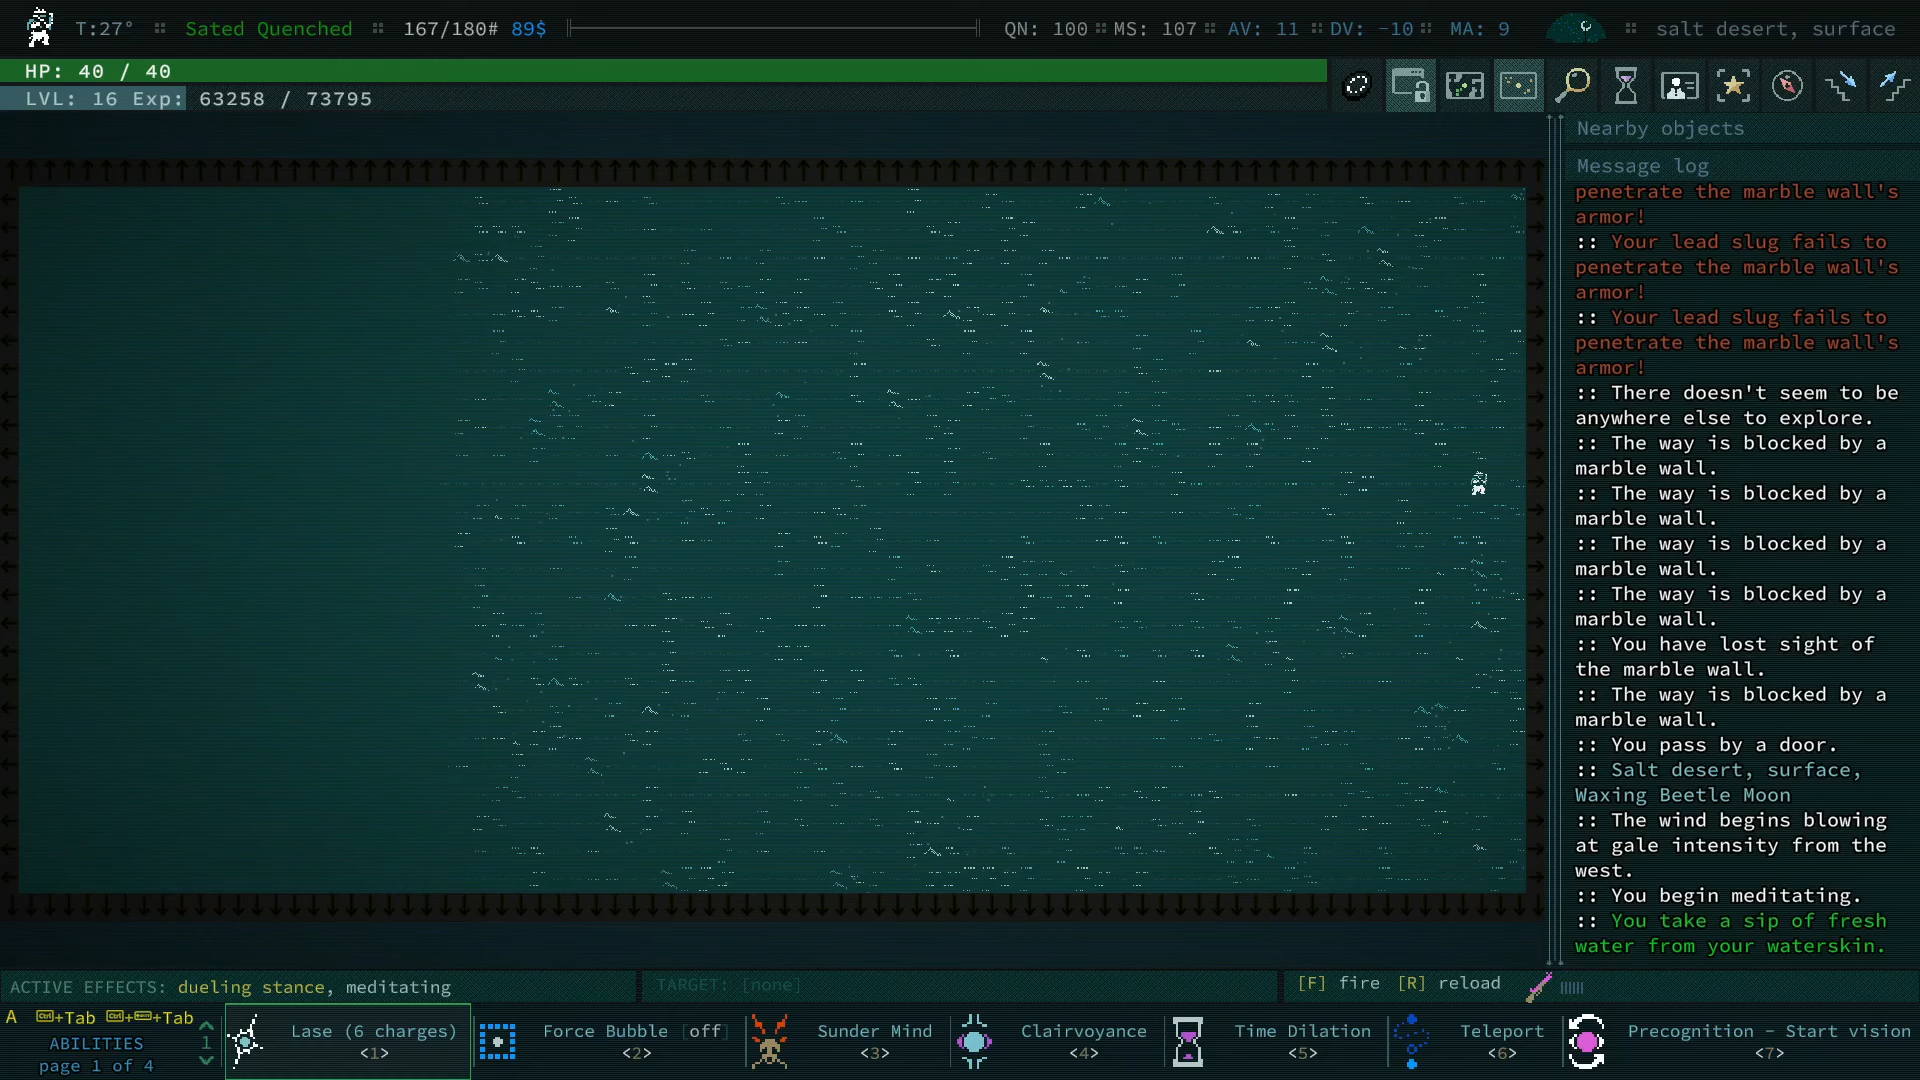 T:27° Sated Quenched 167/180# 89$ QN: 100 MS: 107 AV: 11 DV: -10 MA: 9 salt desert, surface
HP: 40 / 40
LVL: 16 Exp: 63258 / 73795
Nearby objects
Message log
penetrate the marble wall's
armor!
:: Your lead slug fails to
penetrate the marble wall's
armor!
:: Your lead slug fails to
penetrate the marble wall's
armor!
:: There doesn't seem to be
anywhere else to explore.
:: The way is blocked by a
marble wall.
:: The way is blocked by a
marble wall.
:: The way is blocked by a
marble wall.
:: The way is blocked by a
marble wall.
:: You have lost sight of
the marble wall.
:: The way is blocked by a
marble wall.
:: You pass by a door.
:: Salt desert, surface,
Waxing Beetle Moon
:: The wind begins blowing
at gale intensity from the
west.
:: You begin meditating.
:: You take a sip of fresh
water from your waterskin.
ACTIVE EFFECTS: dueling stance, meditating
TARGET: [none]
[F] fire [R] reload
A Ctrl+Tab Ctrl+ +Tab
ABILITIES
page 1 of 4
1
Lase (6 charges)
<1>
Force Bubble [off]
<2>
Sunder Mind
<3>
Clairvoyance
<4>
Time Dilation
<5>
Teleport
<6>
Precognition - Start vision
<7>